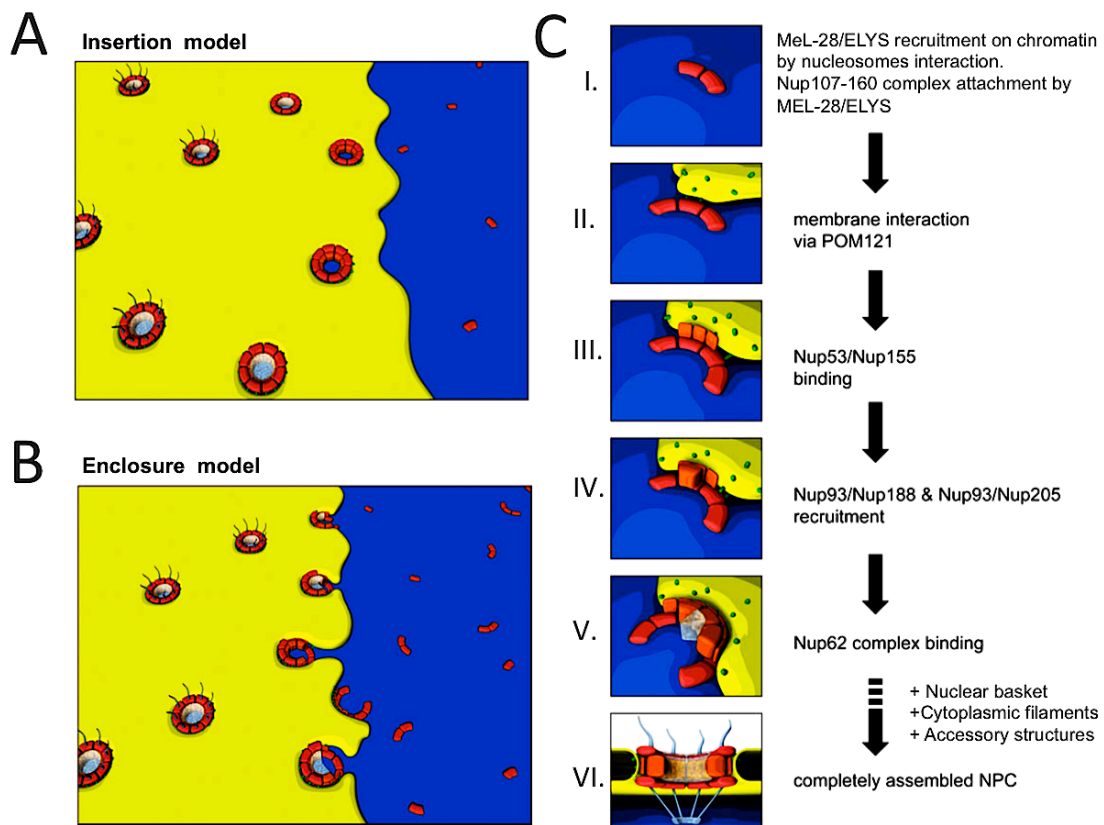 A
Insertion model
B
Enclosure model
C
I.
MeL-28/ELYS recruitment on chromatin
by nucleosomes interaction.
Nup107-160 complex attachment by
MEL-28/ELYS
II.
membrane interaction
via POM121
III.
Nup53/Nup155
binding
IV.
Nup93/Nup188 & Nup93/Nup205
recruitment
V.
Nup62 complex binding
+ Nuclear basket
+Cytoplasmic filaments
+ Accessory structures
VI.
completely assembled NPC